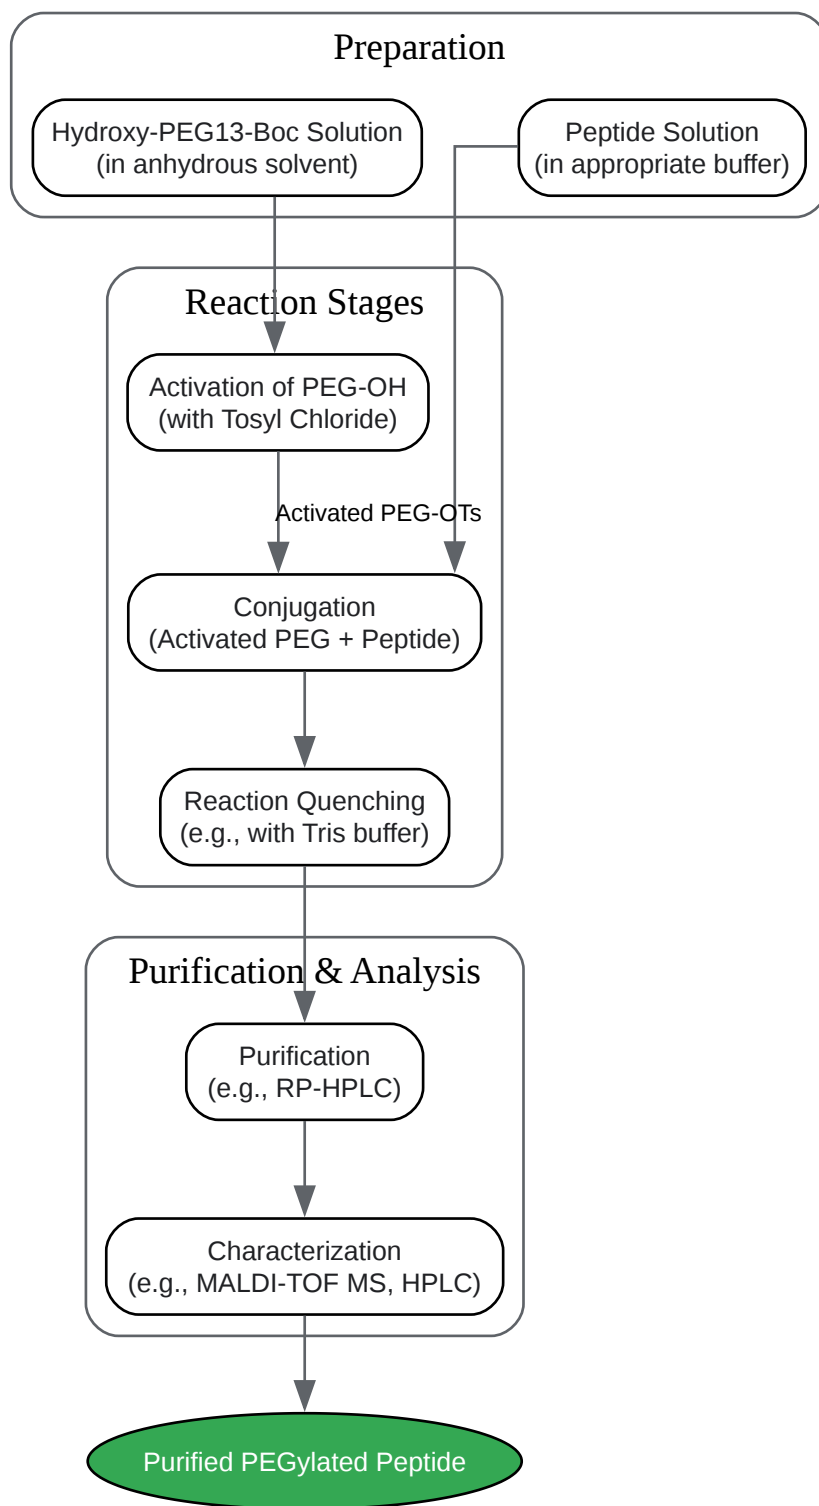 Preparation
Hydroxy-PEG13-Boc Solution
(in anhydrous solvent)
Peptide Solution
(in appropriate buffer)
Reaction Stages
Activation of PEG-OH
(with Tosyl Chloride)
Activated PEG-OTs
Conjugation
(Activated PEG + Peptide)
Reaction Quenching
(e.g., with Tris buffer)
Purification & Analysis
Purification
(e.g., RP-HPLC)
Characterization
(e.g., MALDI-TOF MS, HPLC)
Purified PEGylated Peptide